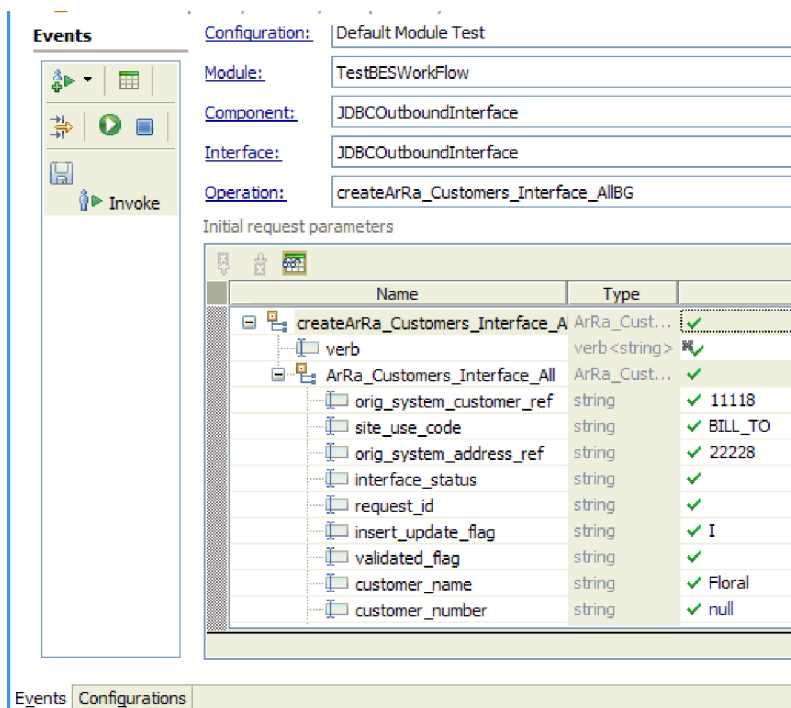 Events
Invoke
Configuration: Default Module Test
Module: TestBESWorkFlow
Component: JDBCOutboundInterface
Interface: JDBCOutboundInterface
Operation: createArRa_Customers_Interface_AllBG
Initial request parameters
Name Type
createArRa_Customers_Interface_A ArRa_Cust...
verb verb<string>
ArRa_Customers_Interface_All ArRa_Cust...
orig_system_customer_ref string 11118
site_use_code string BILL_TO
orig_system_address_ref string 22228
interface_status string
request_id string
insert_update_flag string I
validated_flag string
customer_name string Floral
customer_number string null
Events Configurations